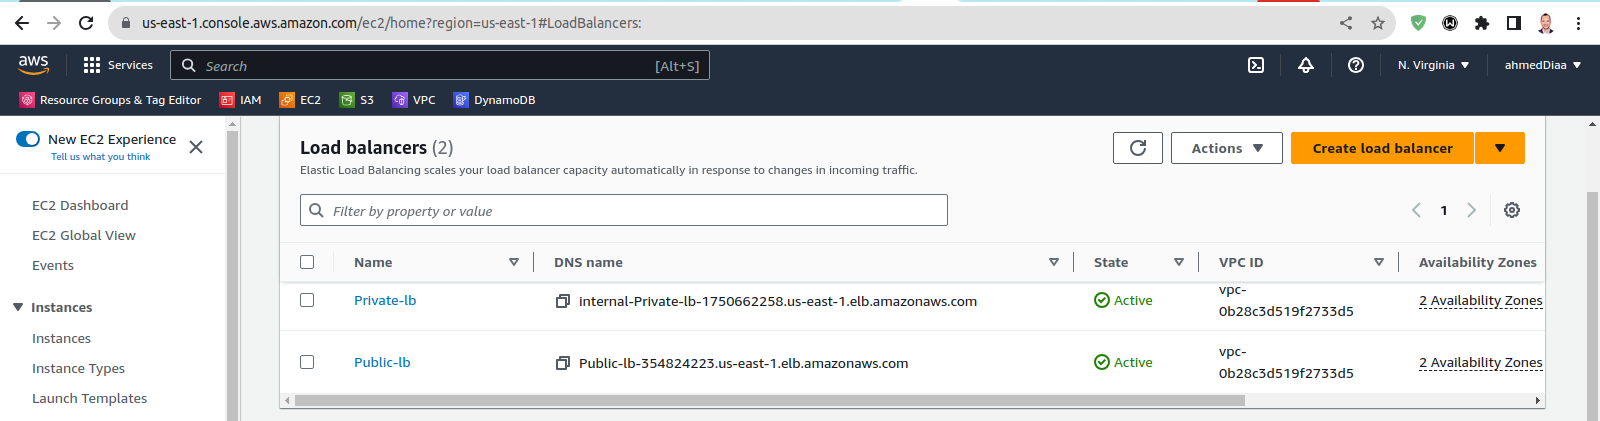 us-east-1.console.aws.amazon.com/ec2/home?region=us-east-1#LoadBalancers:
aws
Services
Search
[Alt+S]
N. Virginia
ahmedDiaa
Resource Groups & Tag Editor
IAM
EC2
S3
VPC
DynamoDB
New EC2 Experience
Tell us what you think
EC2 Dashboard
EC2 Global View
Events
Instances
Instances
Instance Types
Launch Templates
Load balancers (2)
Elastic Load Balancing scales your load balancer capacity automatically in response to changes in incoming traffic.
Actions
Create load balancer
Filter by property or value
1
Name
DNS name
State
VPC ID
Availability Zones
Private-lb
internal-Private-lb-1750662258.us-east-1.elb.amazonaws.com
Active
vpc-
0b28c3d519f2733d5
2 Availability Zones
Public-lb
Public-lb-354824223.us-east-1.elb.amazonaws.com
Active
vpc-
0b28c3d519f2733d5
2 Availability Zones